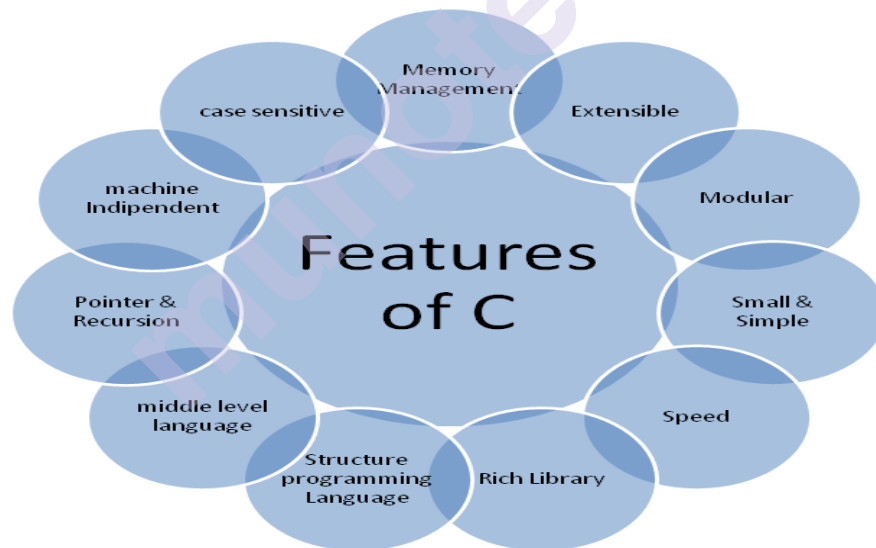 Features
of C
Memory
Management
Extensible
Modular
Small &
Simple
Speed
Rich Library
Structure
programming
Language
middle level
language
Pointer &
Recursion
machine
Indipendent
case sensitive